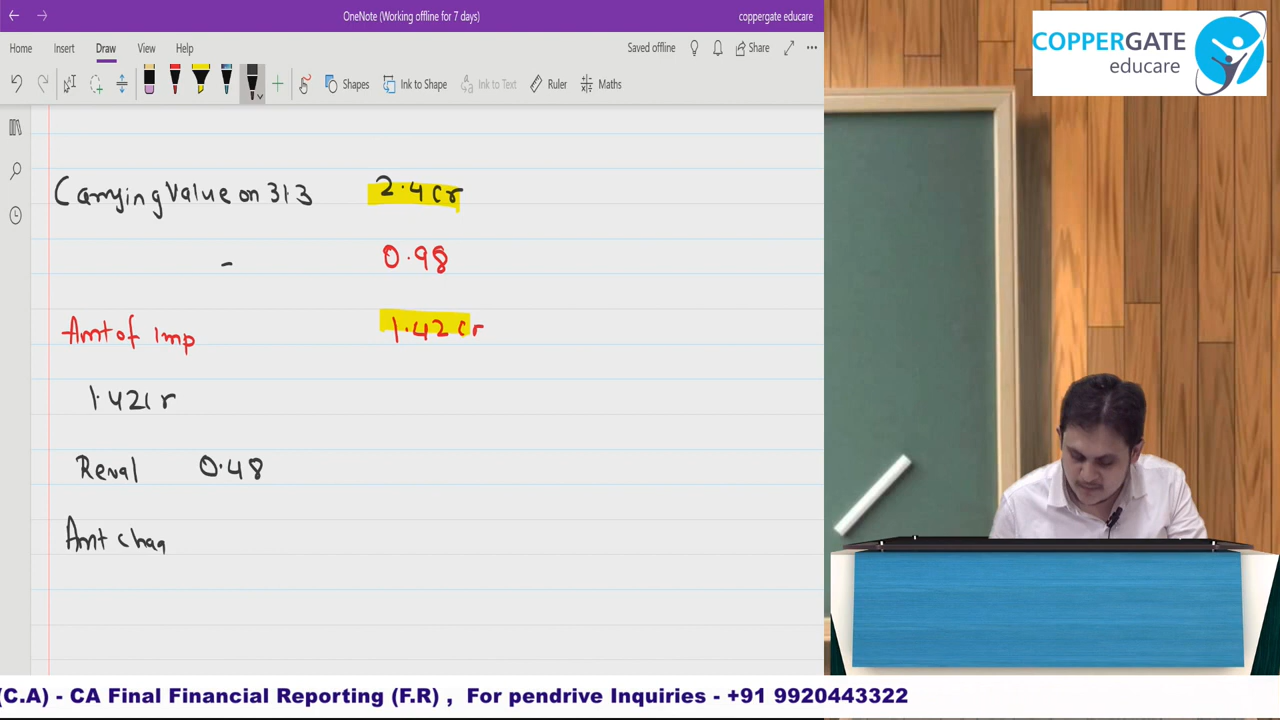 OneNote (Working offline for 7 days)
coppergate educare
Home Insert Draw View Help
Saved offline
Share
Shapes
Ink to Shape
Ink to Text
Ruler
Maths
COPPERGATE
educare
Carrying Value on 313 2.4 cr
- 0.98
Amt of Imp 1.42 cr
1.42 cr
Reval 0.48
Amt chag
(C.A) - CA Final Financial Reporting (F.R) , For pendrive Inquiries - +91 9920443322